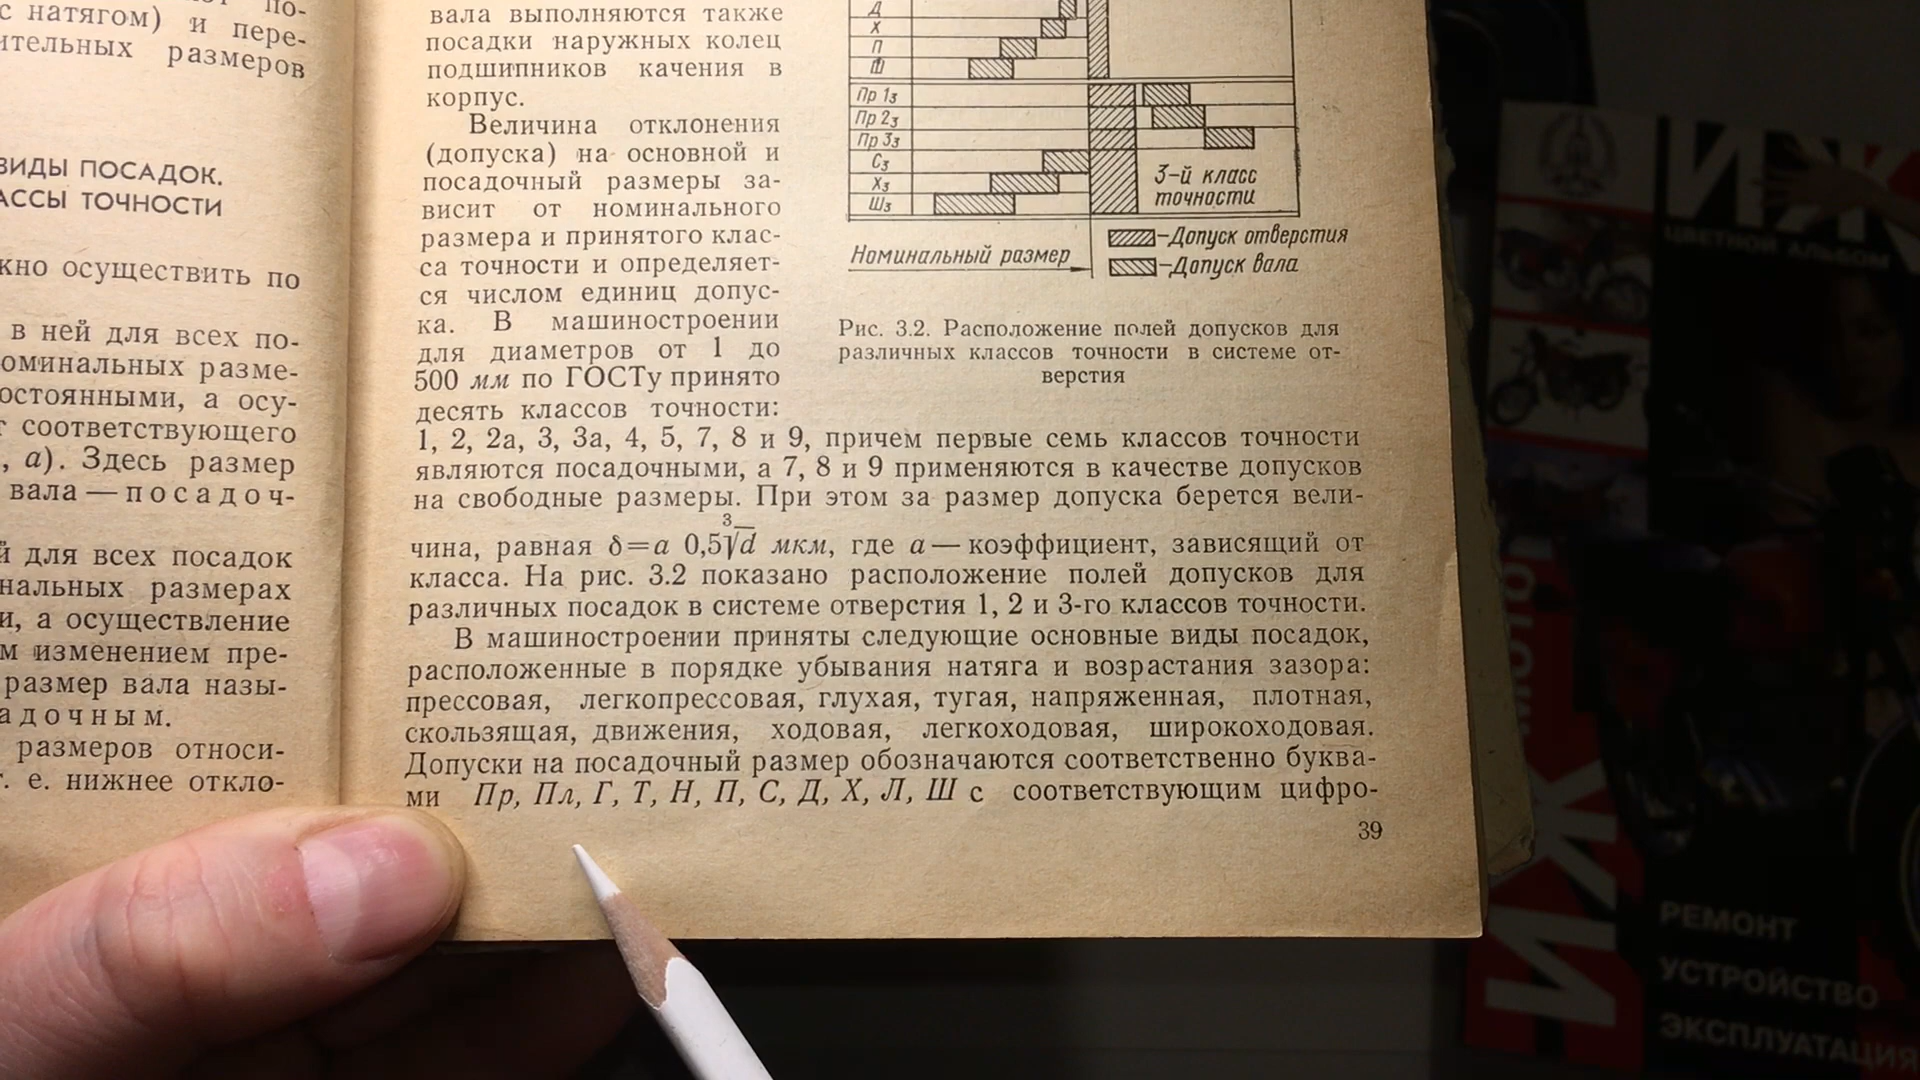 по-
с натягом) и пере-
ительных размеров
ВИДЫ ПОСАДОК.
АССЫ ТОЧНОСТИ
жно осуществить по
в ней для всех по-
оминальных разме-
остоянными, а осу-
т соответствующего
, а). Здесь размер
вала — посадоч-
й для всех посадок
нальных размерах
и, а осуществление
м изменением пре-
размер вала назы-
адочным.
размеров относи-
т. е. нижнее откло-
вала выполняются также
посадки наружных колец
подшипников качения в
корпус.
Величина отклонения
(допуска) на основной и
посадочный размеры за-
висит от номинального
размера и принятого клас-
са точности и определяет-
ся числом единиц допус-
ка. В машиностроении
для диаметров от 1 до
500 мм по ГОСТу принято
десять классов точности:
1, 2, 2а, 3, 3а, 4, 5, 7, 8 и 9, причем первые семь классов точности
являются посадочными, а 7, 8 и 9 применяются в качестве допусков
на свободные размеры. При этом за размер допуска берется вели-
чина, равная δ=a 0,5∛d мкм, где a — коэффициент, зависящий от
класса. На рис. 3.2 показано расположение полей допусков для
различных посадок в системе отверстия 1, 2 и 3-го классов точности.
В машиностроении приняты следующие основные виды посадок,
расположенные в порядке убывания натяга и возрастания зазора:
прессовая, легкопрессовая, глухая, тугая, напряженная, плотная,
скользящая, движения, ходовая, легкоходовая, широкоходовая.
Допуски на посадочный размер обозначаются соответственно буква-
ми Пр, Пл, Г, Т, Н, П, С, Д, Х, Л, Ш с соответствующим цифро-
39
Д
Х
П
Ш
Пр 1₃
Пр 2₃
Пр 3₃
С₃
Х₃
Ш₃
3-й класс
точности
Номинальный размер
–Допуск отверстия
–Допуск вала
Рис. 3.2. Расположение полей допусков для
различных классов точности в системе от-
верстия
ИЖ
ЦВЕТНОЙ АЛЬБОМ
МОТО
ИЖ
РЕМОНТ
УСТРОЙСТВО
ЭКСПЛУАТАЦИЯ